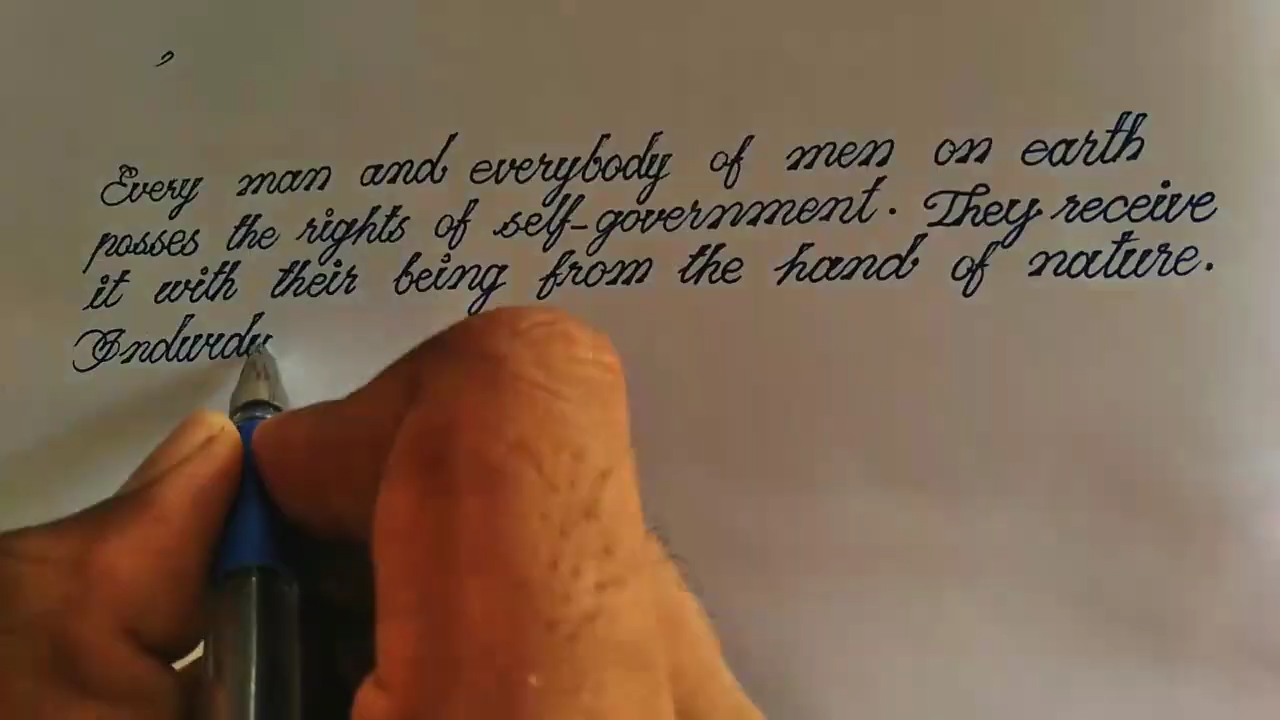 Every man and everybody of men on earth
posses the rights of self-government. They receive
it with their being from the hand of nature.